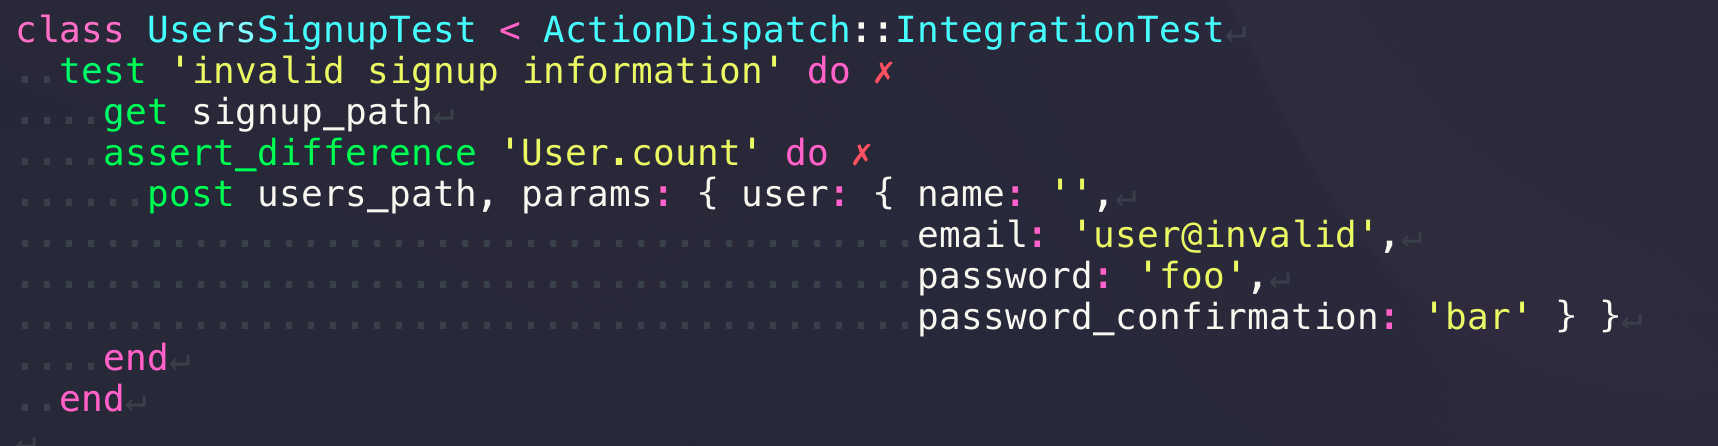 class UsersSignupTest < ActionDispatch::IntegrationTest↵
..test 'invalid signup information' do ✗
....get signup_path↵
....assert_difference 'User.count' do ✗
......post users_path, params: { user: { name: '',↵
.........................................email: 'user@invalid',↵
.........................................password: 'foo',↵
.........................................password_confirmation: 'bar' } }↵
....end↵
..end↵
↵